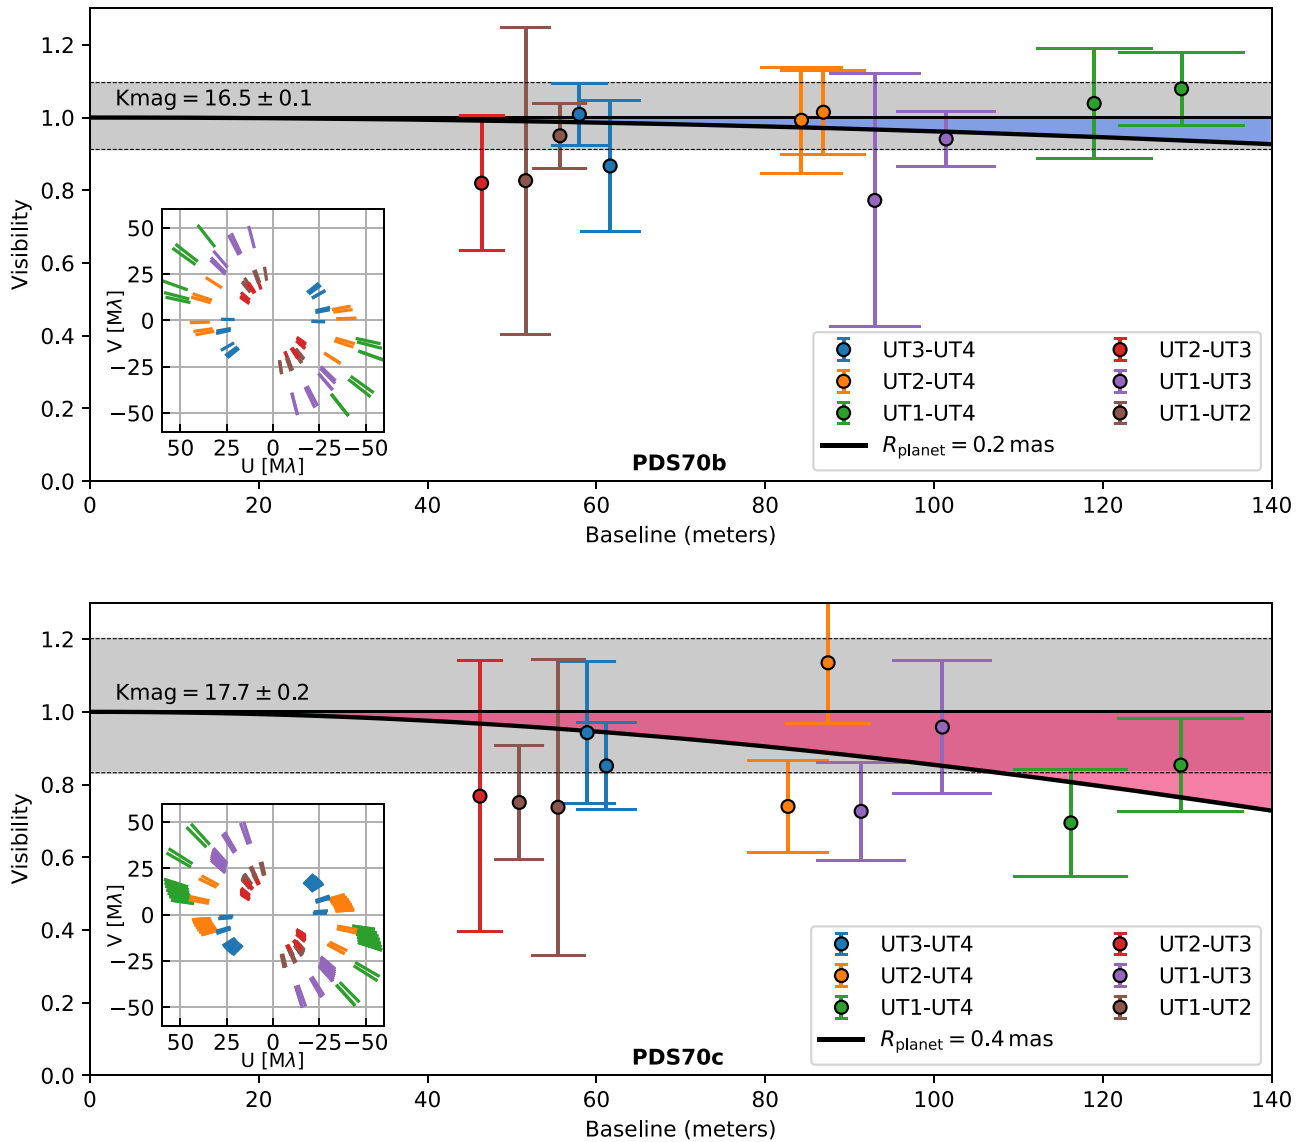 1.2
1.0
0.8
0.6
0.4
0.2
0.0
Visibility
Kmag = 16.5 ± 0.1
50
25
0
−25
−50
V [Mλ]
50 25 0 −25 −50
U [Mλ]
UT3-UT4 UT2-UT3
UT2-UT4 UT1-UT3
UT1-UT4 UT1-UT2
R_planet = 0.2 mas
PDS70b
0 20 40 60 80 100 120 140
Baseline (meters)
1.2
1.0
0.8
0.6
0.4
0.2
0.0
Visibility
Kmag = 17.7 ± 0.2
50
25
0
−25
−50
V [Mλ]
50 25 0 −25 −50
U [Mλ]
UT3-UT4 UT2-UT3
UT2-UT4 UT1-UT3
UT1-UT4 UT1-UT2
R_planet = 0.4 mas
PDS70c
0 20 40 60 80 100 120 140
Baseline (meters)